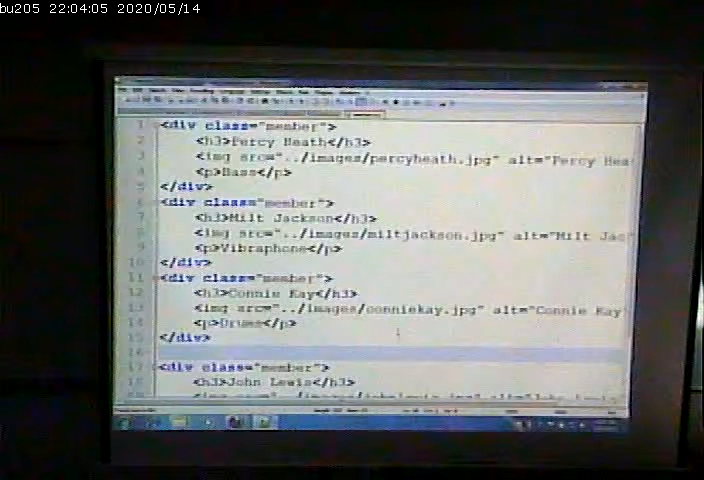 bu205 22:04:05 2020/05/14
1 <div class="member">
2 <h3>Percy Heath</h3>
3 <img src="../images/percyheath.jpg" alt="Percy Hea
4 <p>Bass</p>
5 </div>
6 <div class="member">
7 <h3>Milt Jackson</h3>
8 <img src="../images/miltjackson.jpg" alt="Milt Jac
9 <p>Vibraphone</p>
10 </div>
11 <div class="member">
12 <h3>Connie Kay</h3>
13 <img src="../images/conniekay.jpg" alt="Connie Kay
14 <p>Drums</p>
15 </div>
16
17 <div class="member">
18 <h3>John Lewis</h3>